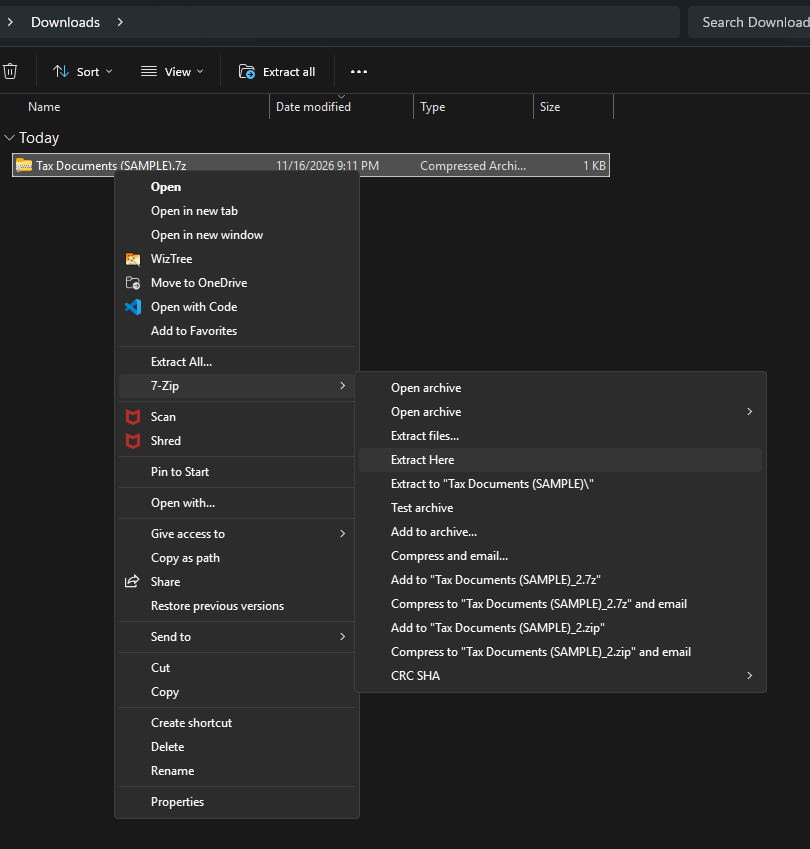 Downloads
Search Download
Sort
View
Extract all
Name Date modified Type Size
Today
Tax Documents (SAMPLE).7z 11/16/2026 9:11 PM Compressed Archi... 1 KB
Open
Open in new tab
Open in new window
WizTree
Move to OneDrive
Open with Code
Add to Favorites
Extract All...
7-Zip
Scan
Shred
Pin to Start
Open with...
Give access to
Copy as path
Share
Restore previous versions
Send to
Cut
Copy
Create shortcut
Delete
Rename
Properties
Open archive
Open archive
Extract files...
Extract Here
Extract to "Tax Documents (SAMPLE)\"
Test archive
Add to archive...
Compress and email...
Add to "Tax Documents (SAMPLE)_2.7z"
Compress to "Tax Documents (SAMPLE)_2.7z" and email
Add to "Tax Documents (SAMPLE)_2.zip"
Compress to "Tax Documents (SAMPLE)_2.zip" and email
CRC SHA